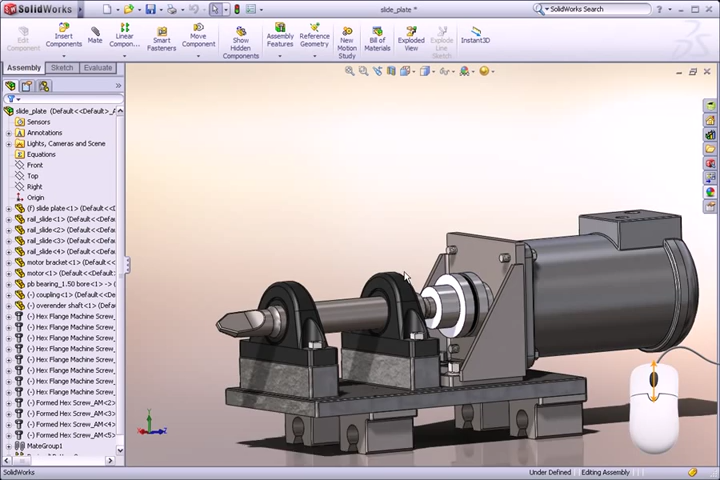 SolidWorks
slide_plate *
SolidWorks Search
Edit Component
Insert Components
Mate
Linear Compon...
Smart Fasteners
Move Component
Show Hidden Components
Assembly Features
Reference Geometry
New Motion Study
Bill of Materials
Exploded View
Explode Line Sketch
Instant3D
Assembly
Sketch
Evaluate
slide_plate (Default<<Default>_A
Sensors
Annotations
Lights, Cameras and Scene
Equations
Front
Top
Right
Origin
(f) slide plate<1> (Default<<D
rail_slide<1> (Default<<Defau
rail_slide<2> (Default<<Defau
rail_slide<3> (Default<<Defau
rail_slide<4> (Default<<Defau
motor bracket<1> (Default<<
motor<1> (Default<<Default
pb bearing_1.50 bore<1> -> (
(-) coupling<1> (Default<<De
(-) overender shaft<1> (Defau
(-) Hex Flange Machine Screw_
(-) Hex Flange Machine Screw_
(-) Hex Flange Machine Screw_
(-) Hex Flange Machine Screw_
(-) Hex Flange Machine Screw_
(-) Hex Flange Machine Screw_
(-) Hex Flange Machine Screw_
(-) Hex Flange Machine Screw_
(-) Formed Hex Screw_AM<2>
(-) Formed Hex Screw_AM<3>
(-) Formed Hex Screw_AM<4>
(-) Formed Hex Screw_AM<5>
MateGroup1
SolidWorks
Under Defined
Editing Assembly